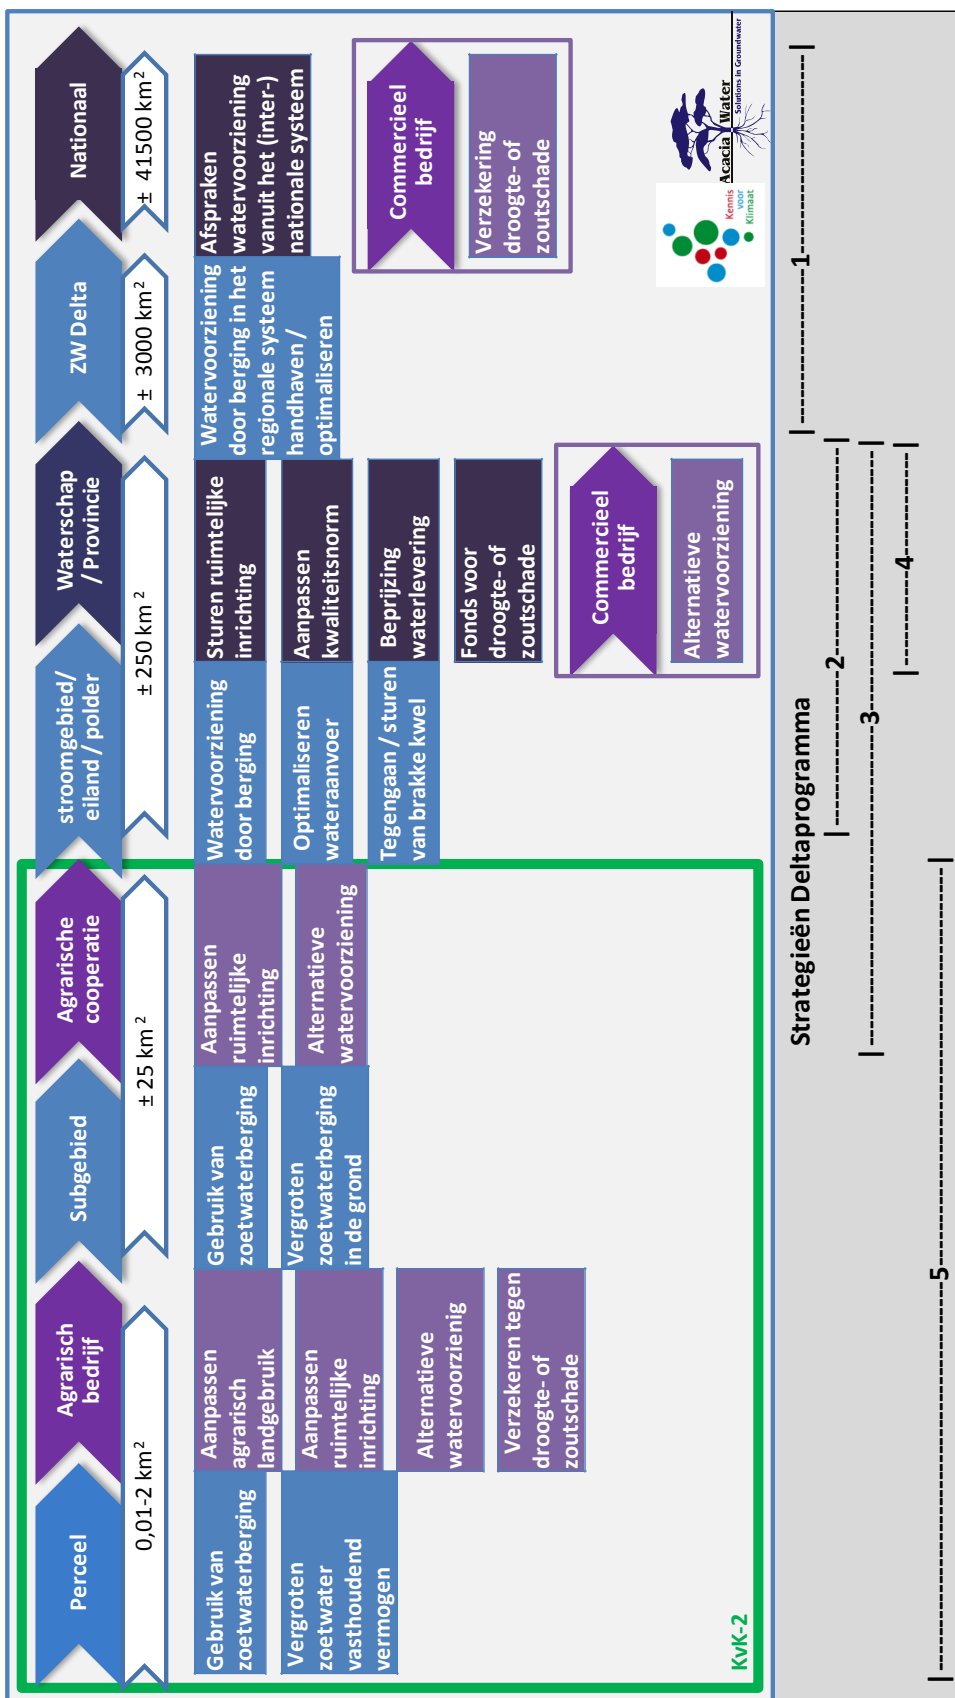 Perceel
Agrarisch
bedrijf
Subgebied
Agrarische
cooperatie
stroomgebied/
eiland / polder
Waterschap
/ Provincie
ZW Delta
Nationaal
0,01-2 km²
± 25 km²
± 250 km²
± 3000 km²
± 41500 km²
Gebruik van
zoetwaterberging
Vergroten
zoetwater
vasthoudend
vermogen
Aanpassen
agrarisch
landgebruik
Aanpassen
ruimtelijke
inrichting
Alternatieve
watervoorzienig
Verzekeren tegen
droogte- of
zoutschade
Gebruik van
zoetwaterberging
Vergroten
zoetwaterberging
in de grond
Aanpassen
ruimtelijke
inrichting
Alternatieve
watervoorziening
Watervoorziening
door berging
Optimaliseren
wateraanvoer
Tegengaan / sturen
van brakke kwel
Sturen ruimtelijke
inrichting
Aanpassen
kwaliteitsnorm
Beprijzing
waterlevering
Fonds voor
droogte- of
zoutschade
Commercieel
bedrijf
Alternatieve
watervoorziening
Watervoorziening
door berging in het
regionale systeem
handhaven /
optimaliseren
Afspraken
watervoorziening
vanuit het (inter-)
nationale systeem
Commercieel
bedrijf
Verzekering
droogte- of
zoutschade
KvK-2
Kennis
voor
Klimaat
Acacia Water
Solutions in Groundwater
Strategieën Deltaprogramma
1
2
3
4
5